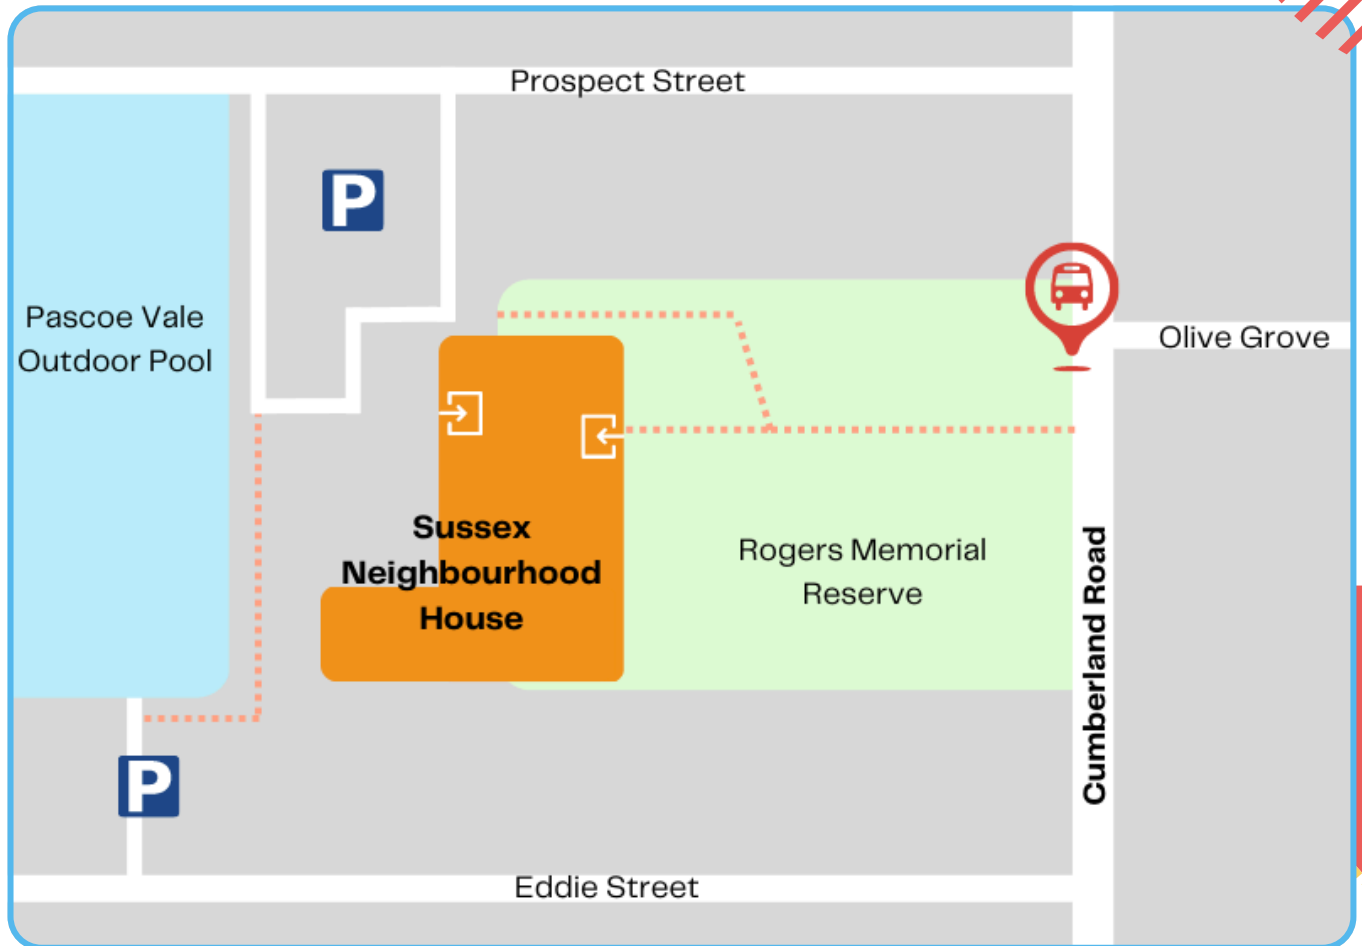 Prospect Street
P
Pascoe Vale
Outdoor Pool
Olive Grove
Sussex
Neighbourhood
House
Rogers Memorial
Reserve
Cumberland Road
P
Eddie Street